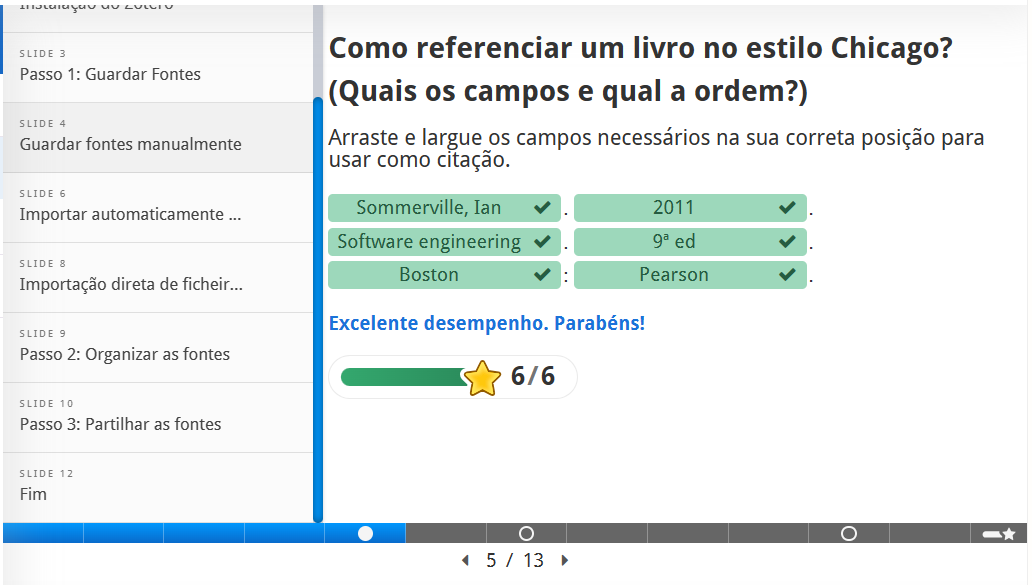 Instalação do Zotero
SLIDE 3
Passo 1: Guardar Fontes
SLIDE 4
Guardar fontes manualmente
SLIDE 6
Importar automaticamente ...
SLIDE 8
Importação direta de ficheir...
SLIDE 9
Passo 2: Organizar as fontes
SLIDE 10
Passo 3: Partilhar as fontes
SLIDE 12
Fim
Como referenciar um livro no estilo Chicago?
(Quais os campos e qual a ordem?)
Arraste e largue os campos necessários na sua correta posição para
usar como citação.
Sommerville, Ian . 2011 .
Software engineering . 9ª ed .
Boston : Pearson .
Excelente desempenho. Parabéns!
6/6
5 / 13